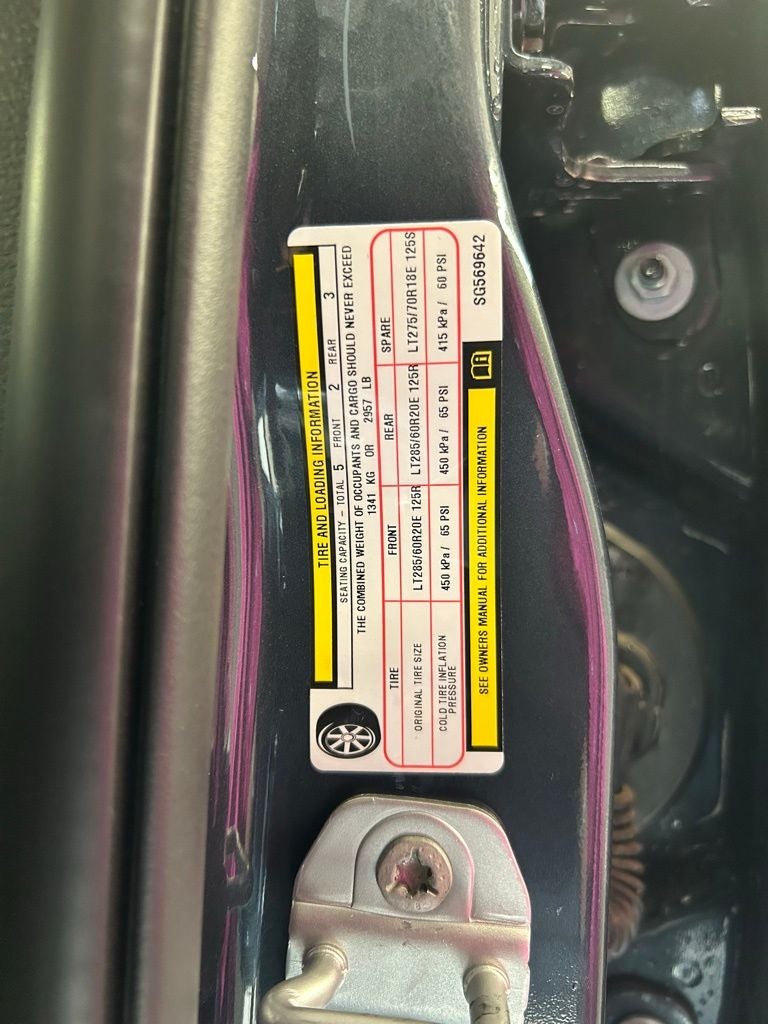 TIRE AND LOADING INFORMATION
SEATING CAPACITY – TOTAL 5 FRONT 2 REAR 3
THE COMBINED WEIGHT OF OCCUPANTS AND CARGO SHOULD NEVER EXCEED
1341 KG OR 2957 LB
TIRE FRONT REAR SPARE
ORIGINAL TIRE SIZE LT285/60R20E 125R LT285/60R20E 125R LT275/70R18E 125S
COLD TIRE INFLATION PRESSURE 450 kPa / 65 PSI 450 kPa / 65 PSI 415 kPa / 60 PSI
SEE OWNERS MANUAL FOR ADDITIONAL INFORMATION
SG569642